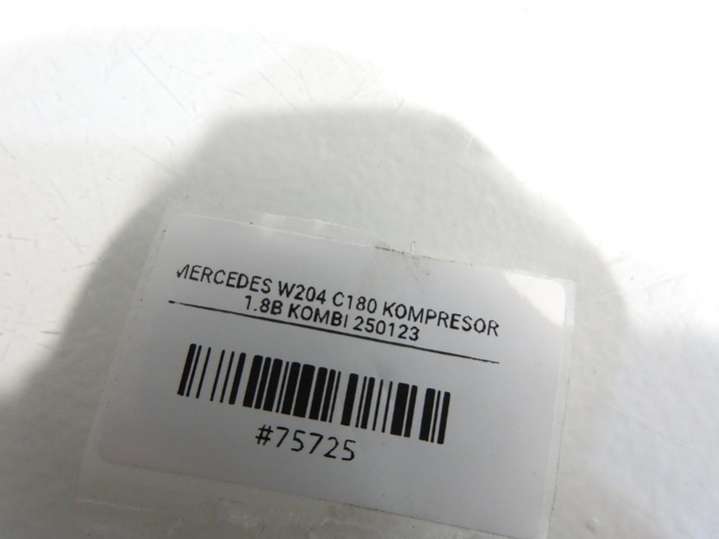 MERCEDES W204 C180 KOMPRESOR
1.8B KOMBI 250123
#75725